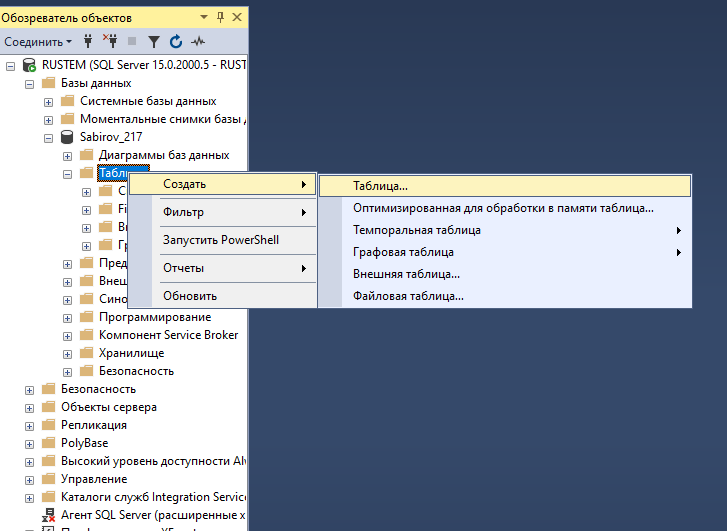 Обозреватель объектов
Соединить
RUSTEM (SQL Server 15.0.2000.5 - RUST
Базы данных
Системные базы данных
Моментальные снимки базы
Sabirov_217
Диаграммы баз данных
Табли
Создать
Таблица...
Фильтр
Оптимизированная для обработки в памяти таблица...
Темпоральная таблица
Запустить PowerShell
Графовая таблица
Отчеты
Внешняя таблица...
Обновить
Файловая таблица...
С
Fi
Вн
Гр
Пред
Внеш
Сино
Программирование
Компонент Service Broker
Хранилище
Безопасность
Безопасность
Объекты сервера
Репликация
PolyBase
Высокий уровень доступности Al
Управление
Каталоги служб Integration Service
Агент SQL Server (расширенные х